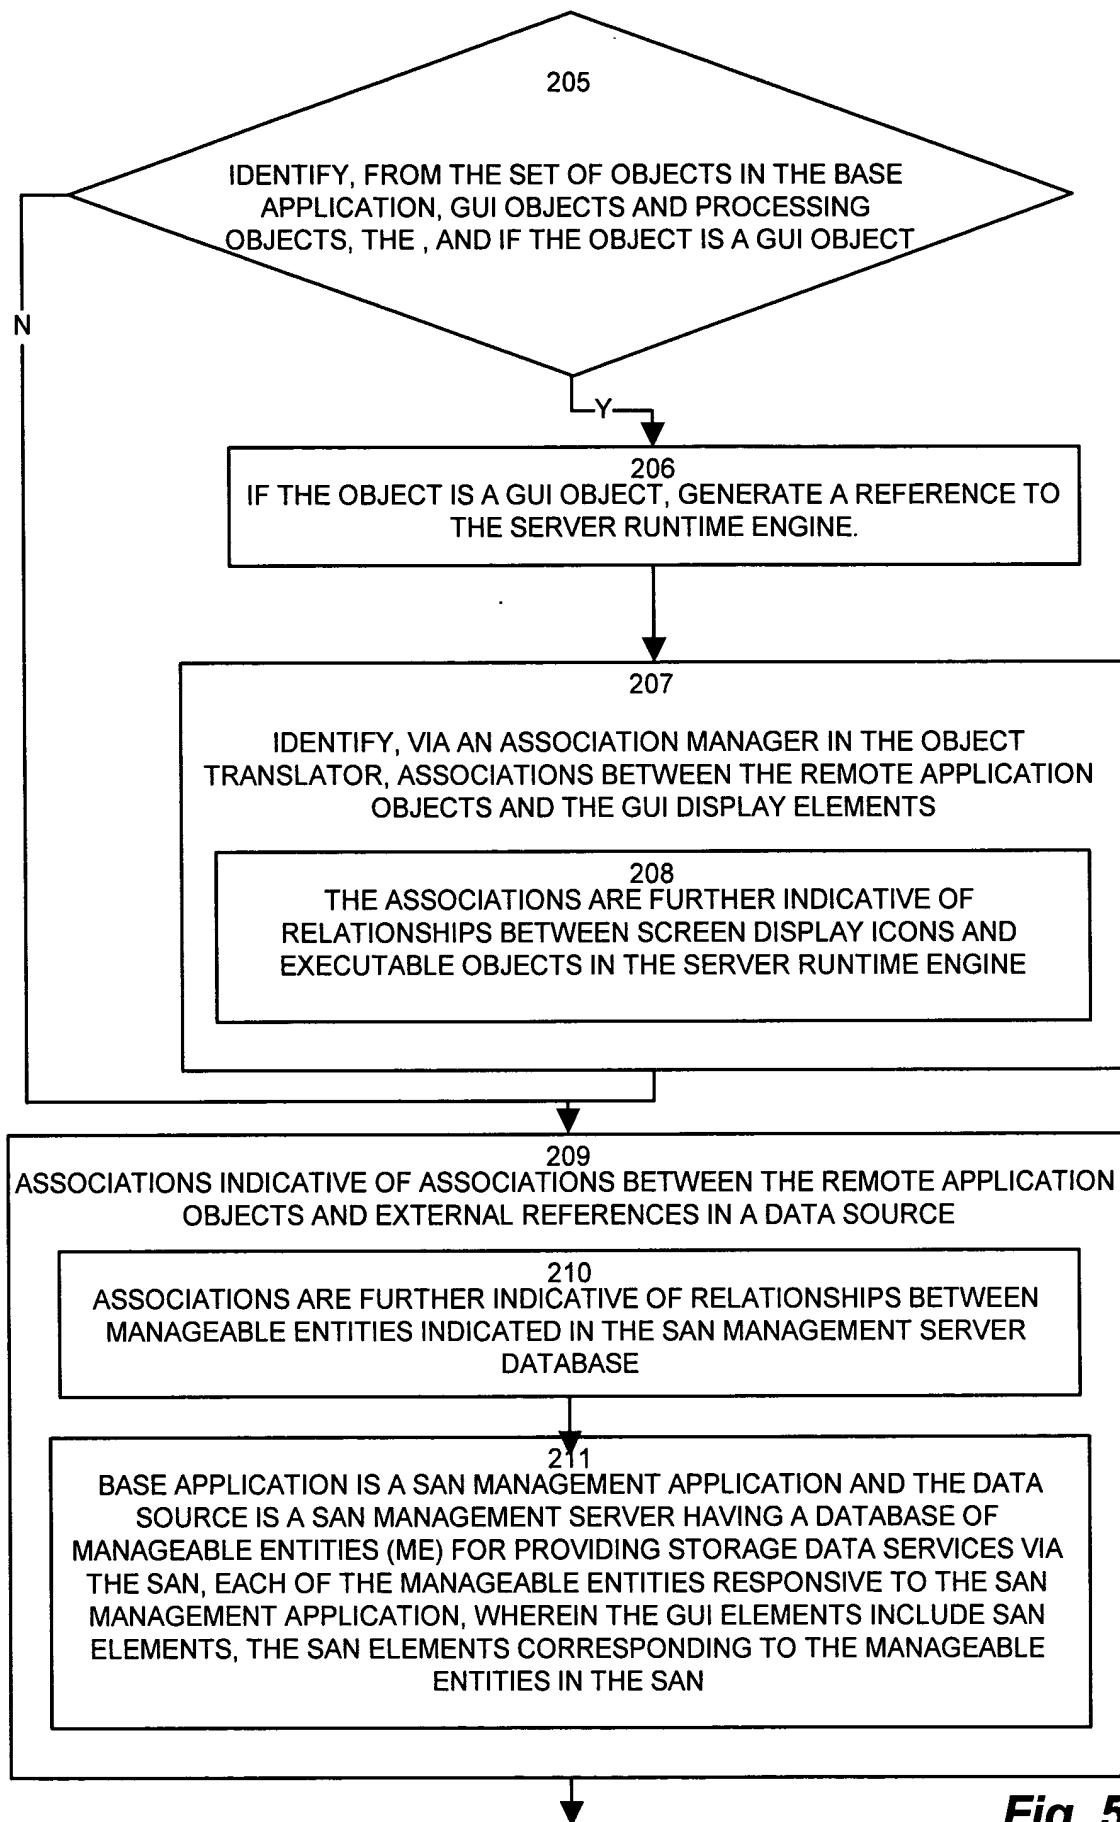 205
IDENTIFY, FROM THE SET OF OBJECTS IN THE BASE
APPLICATION, GUI OBJECTS AND PROCESSING
OBJECTS, THE , AND IF THE OBJECT IS A GUI OBJECT
N
Y
206
IF THE OBJECT IS A GUI OBJECT, GENERATE A REFERENCE TO
THE SERVER RUNTIME ENGINE.
207
IDENTIFY, VIA AN ASSOCIATION MANAGER IN THE OBJECT
TRANSLATOR, ASSOCIATIONS BETWEEN THE REMOTE APPLICATION
OBJECTS AND THE GUI DISPLAY ELEMENTS
208
THE ASSOCIATIONS ARE FURTHER INDICATIVE OF
RELATIONSHIPS BETWEEN SCREEN DISPLAY ICONS AND
EXECUTABLE OBJECTS IN THE SERVER RUNTIME ENGINE
209
ASSOCIATIONS INDICATIVE OF ASSOCIATIONS BETWEEN THE REMOTE APPLICATION
OBJECTS AND EXTERNAL REFERENCES IN A DATA SOURCE
210
ASSOCIATIONS ARE FURTHER INDICATIVE OF RELATIONSHIPS BETWEEN
MANAGEABLE ENTITIES INDICATED IN THE SAN MANAGEMENT SERVER
DATABASE
211
BASE APPLICATION IS A SAN MANAGEMENT APPLICATION AND THE DATA
SOURCE IS A SAN MANAGEMENT SERVER HAVING A DATABASE OF
MANAGEABLE ENTITIES (ME) FOR PROVIDING STORAGE DATA SERVICES VIA
THE SAN, EACH OF THE MANAGEABLE ENTITIES RESPONSIVE TO THE SAN
MANAGEMENT APPLICATION, WHEREIN THE GUI ELEMENTS INCLUDE SAN
ELEMENTS, THE SAN ELEMENTS CORRESPONDING TO THE MANAGEABLE
ENTITIES IN THE SAN
Fig. 5